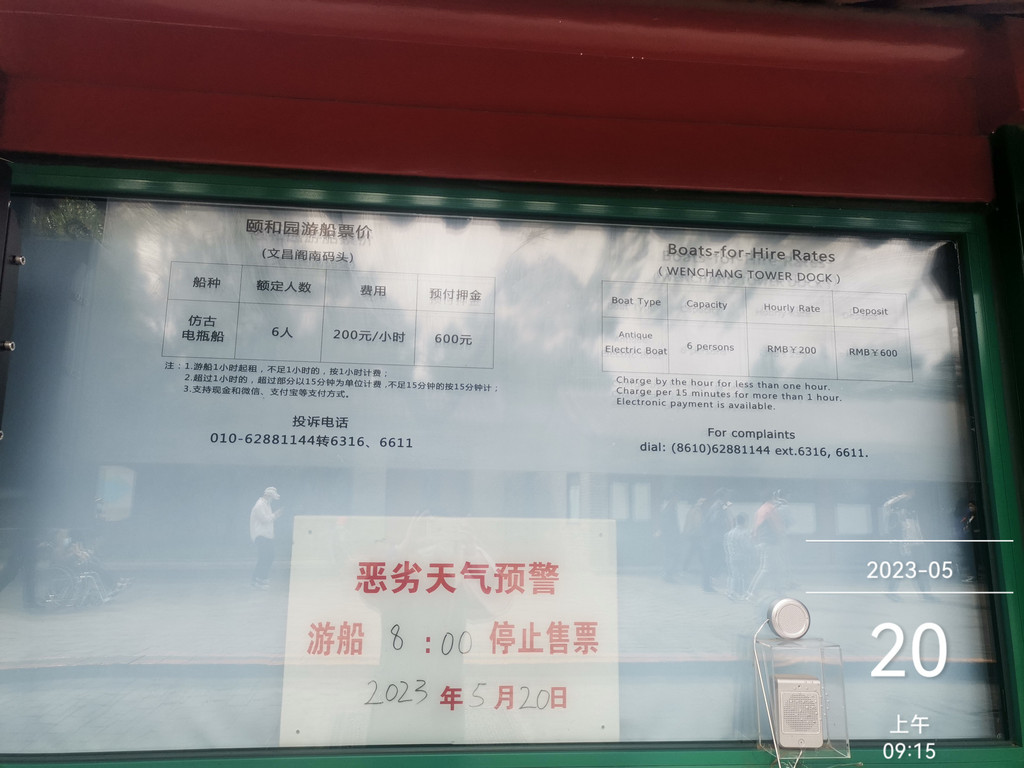 颐和园游船票价
(文昌阁南码头)
船种 额定人数 费用 预付押金
仿古
电瓶船 6人 200元/小时 600元
注：1.游船1小时起租，不足1小时的，按1小时计费；
2.超过1小时的，超过部分以15分钟为单位计费,不足15分钟的按15分钟计；
3.支持现金和微信、支付宝等支付方式。
投诉电话
010-62881144转6316、6611
Boats-for-Hire Rates
( WENCHANG TOWER DOCK )
Boat Type Capacity Hourly Rate Deposit
Antique
Electric Boat 6 persons RMB￥200 RMB￥600
Charge by the hour for less than one hour.
Charge per 15 minutes for more than 1 hour.
Electronic payment is available.
For complaints
dial: (8610)62881144 ext.6316, 6611.
恶劣天气预警
游船 8：00 停止售票
2023年5月20日
2023-05
20
上午
09:15